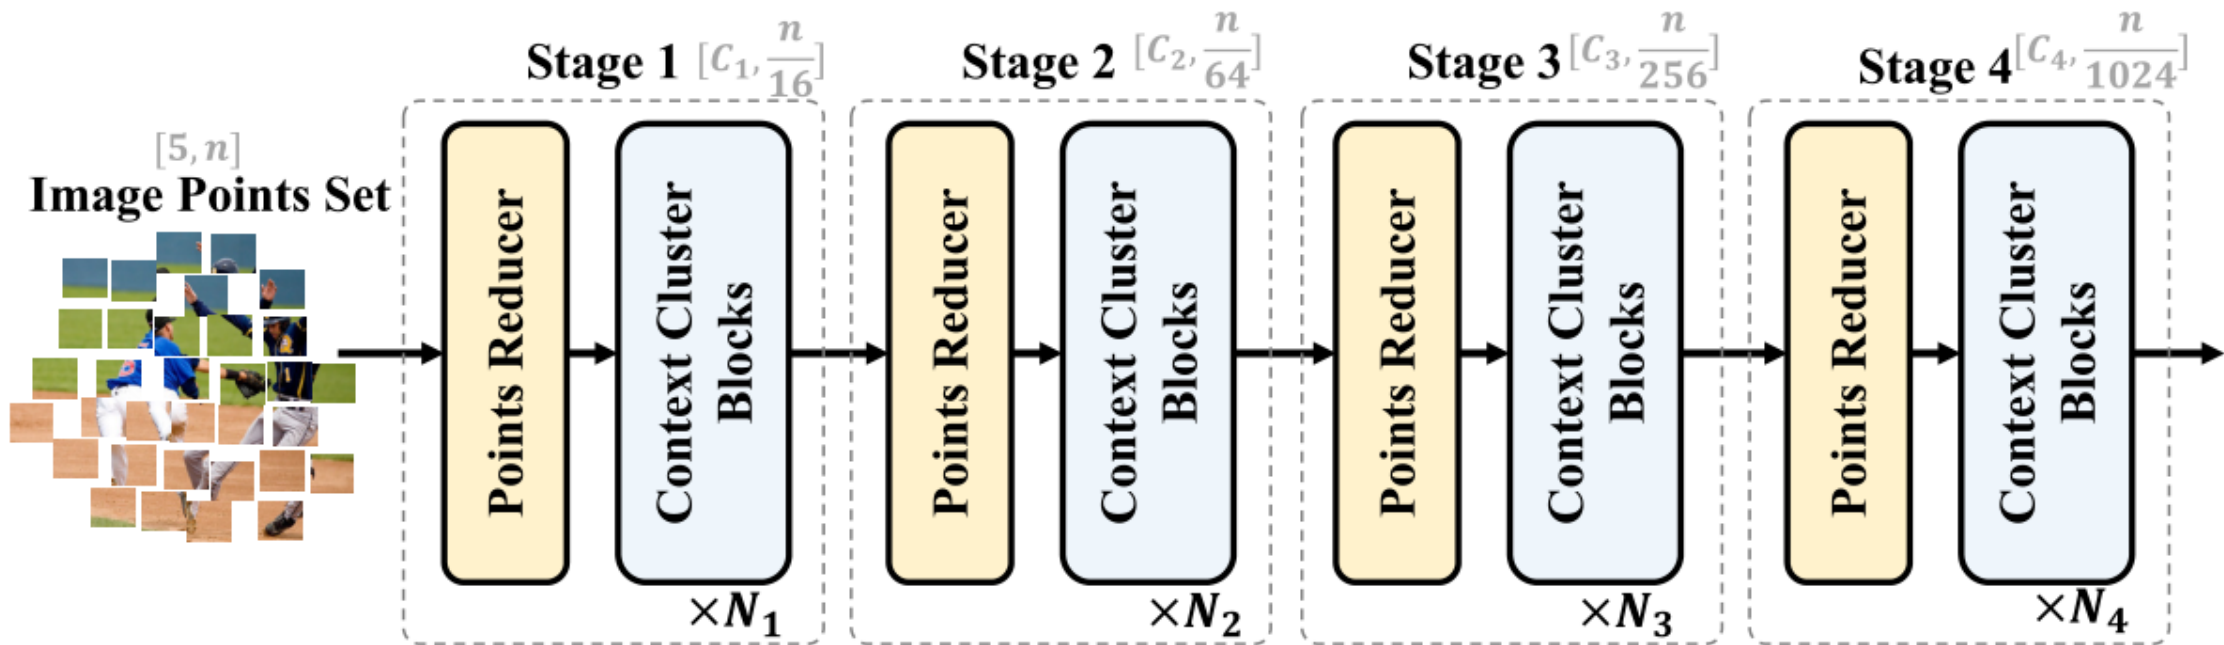 [5, n]
Image Points Set
Stage 1 [C₁, n/16]
Points Reducer
Context Cluster
Blocks
×N₁
Stage 2 [C₂, n/64]
Points Reducer
Context Cluster
Blocks
×N₂
Stage 3 [C₃, n/256]
Points Reducer
Context Cluster
Blocks
×N₃
Stage 4 [C₄, n/1024]
Points Reducer
Context Cluster
Blocks
×N₄